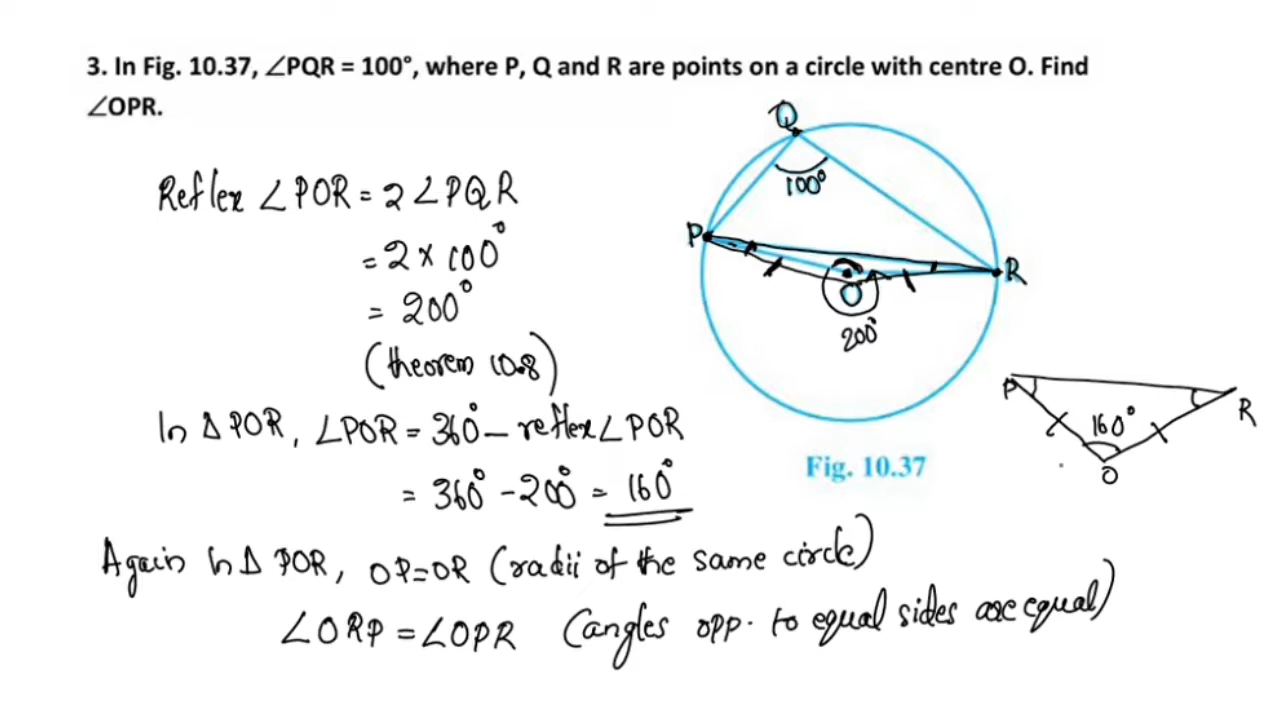 3. In Fig. 10.37, ∠PQR = 100°, where P, Q and R are points on a circle with centre O. Find
∠OPR.
Q
100°
P
R
O
200°
Reflex ∠POR = 2 ∠PQR
= 2 × 100°
= 200°
(theorem 10.8)
In Δ POR, ∠POR = 360° – reflex ∠POR
= 360° - 200° = 160°
P
R
160°
O
Fig. 10.37
Again In Δ POR, OP=OR (radii of the same circle)
∠ORP = ∠OPR (angles opp. to equal sides are equal)